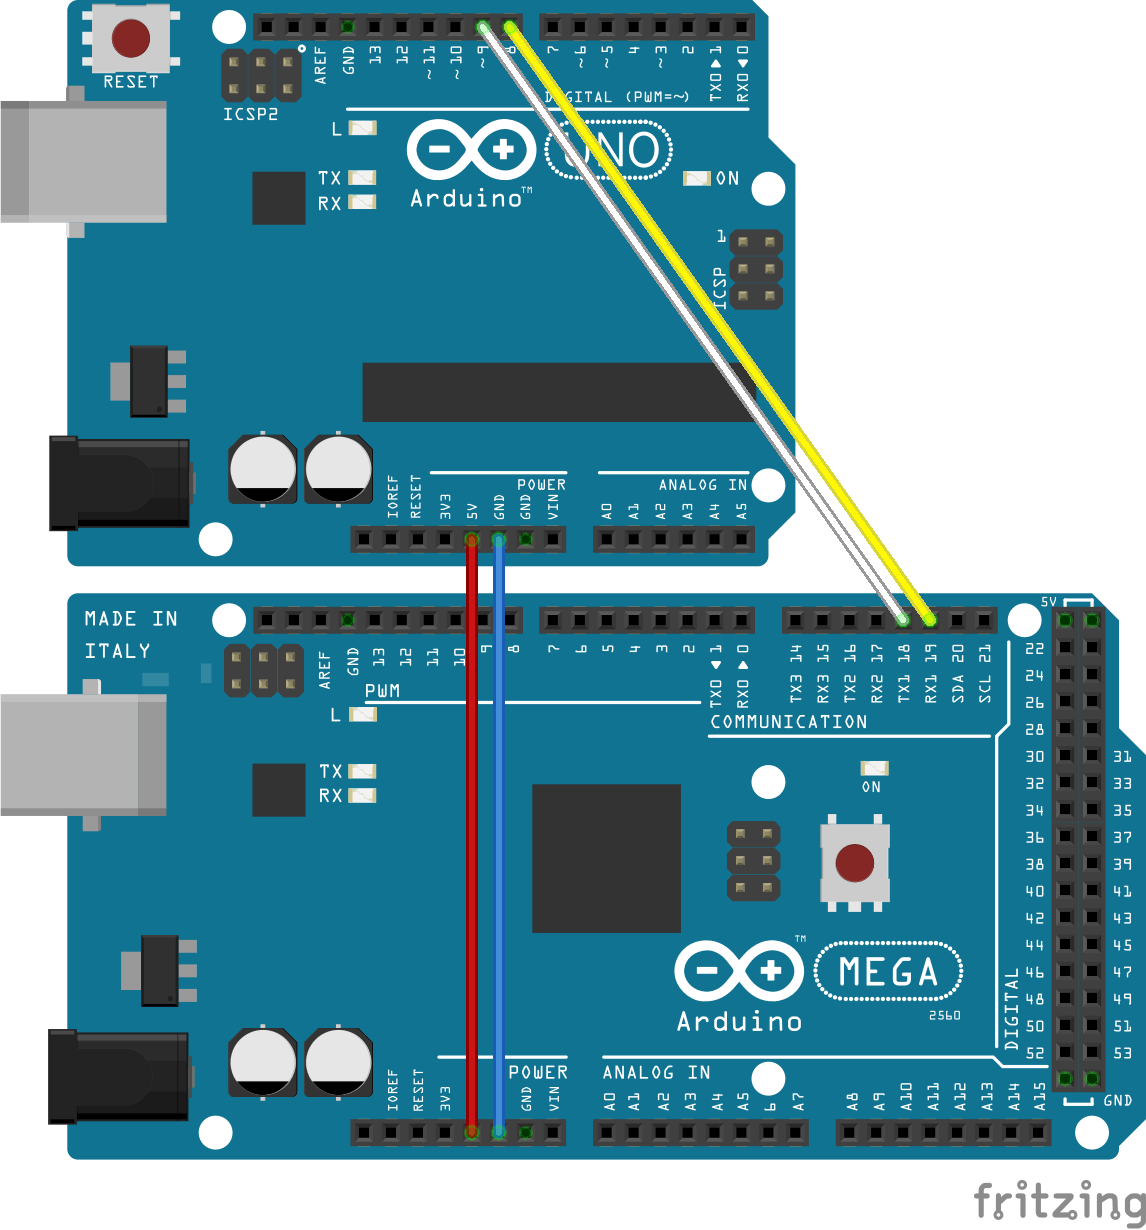 RESET
ICSP2
AREF
GND
13
12
~11
~10
~9
8
7
~6
~5
4
~3
2
TX0▶1
RX0◀0
DIGITAL (PWM=~)
L
TX
RX
Arduino™
UNO
ON
1
ICSP
IOREF
RESET
3V3
5V
GND
GND
VIN
POWER
A0
A1
A2
A3
A4
A5
ANALOG IN
MADE IN
ITALY
AREF
GND
13
12
11
10
9
8
7
6
5
4
3
2
TX0▶1
RX0◀0
TX3 14
RX3 15
TX2 16
RX2 17
TX1 18
RX1 19
SDA 20
SCL 21
PWM
COMMUNICATION
L
TX
RX
ON
5V
22
24
26
28
30 31
32 33
34 35
36 37
38 39
40 41
42 43
44 45
46 47
48 49
50 51
52 53
GND
DIGITAL
Arduino™
MEGA
2560
POWER
ANALOG IN
IOREF
RESET
3V3
GND
VIN
A0
A1
A2
A3
A4
A5
6
A7
A8
A9
A10
A11
A12
A13
A14
A15
fritzing